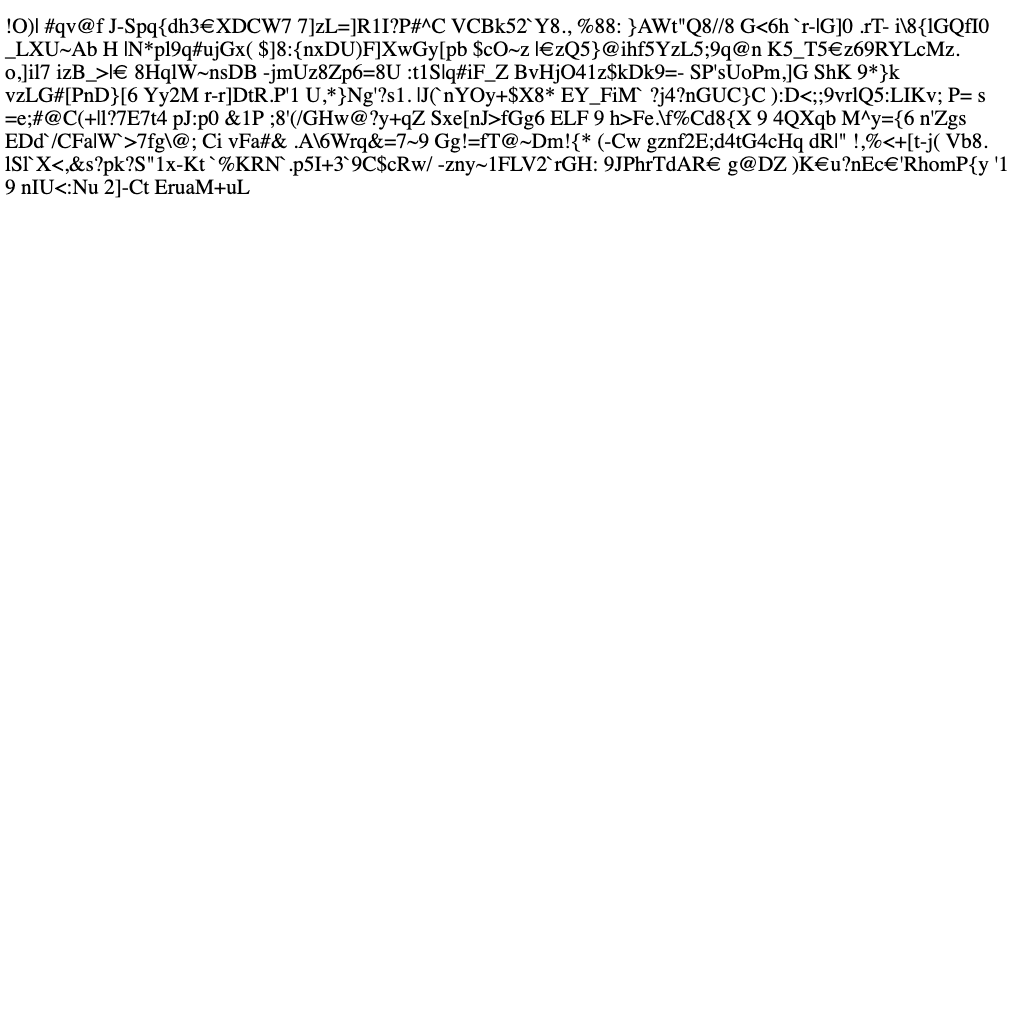 !O)| #qv@f J-Spq{dh3€XDCW7 7]zL=]R1I?P#^C VCBk52`Y8., %88: }AWt"Q8//8 G<6h `r-|G]0 .rT- i\8{lGQfI0
_LXU~Ab H |N*pl9q#ujGx( $]8:{nxDU)F]XwGy[pb $cO~z |€zQ5}@ihf5YzL5;9q@n K5_T5€z69RYLcMz.
o,]il7 izB_>|€ 8HqlW~nsDB -jmUz8Zp6=8U :t1S|q#iF_Z BvHjO41z$kDk9=- SP'sUoPm,]G ShK 9*}k
vzLG#[PnD}[6 Yy2M r-r]DtR.P'1 U,*}Ng'?s1. |J(`nYOy+$X8* EY_FiM` ?j4?nGUC}C ):D<;;9vrlQ5:LIKv; P= s
=e;#@C(+l|?7E7t4 pJ:p0 &1P ;8'(/GHw@?y+qZ Sxe[nJ>fGg6 ELF 9 h>Fe.\f%Cd8{X 9 4QXqb M^y={6 n'Zgs
EDd`/CFa|W`>7fg\@; Ci vFa#& .A\6Wrq&=7~9 Gg!=fT@~Dm!{* (-Cw gznf2E;d4tG4cHq dR|" !,%<+[t-j( Vb8.
lSl`X<,&s?pk?S"1x-Kt `%KRN`.p5I+3`9C$cRw/ -zny~1FLV2`rGH: 9JPhrTdAR€ g@DZ )K€u?nEc€'RhomP{y '1
9 nIU<:Nu 2]-Ct EruaM+uL